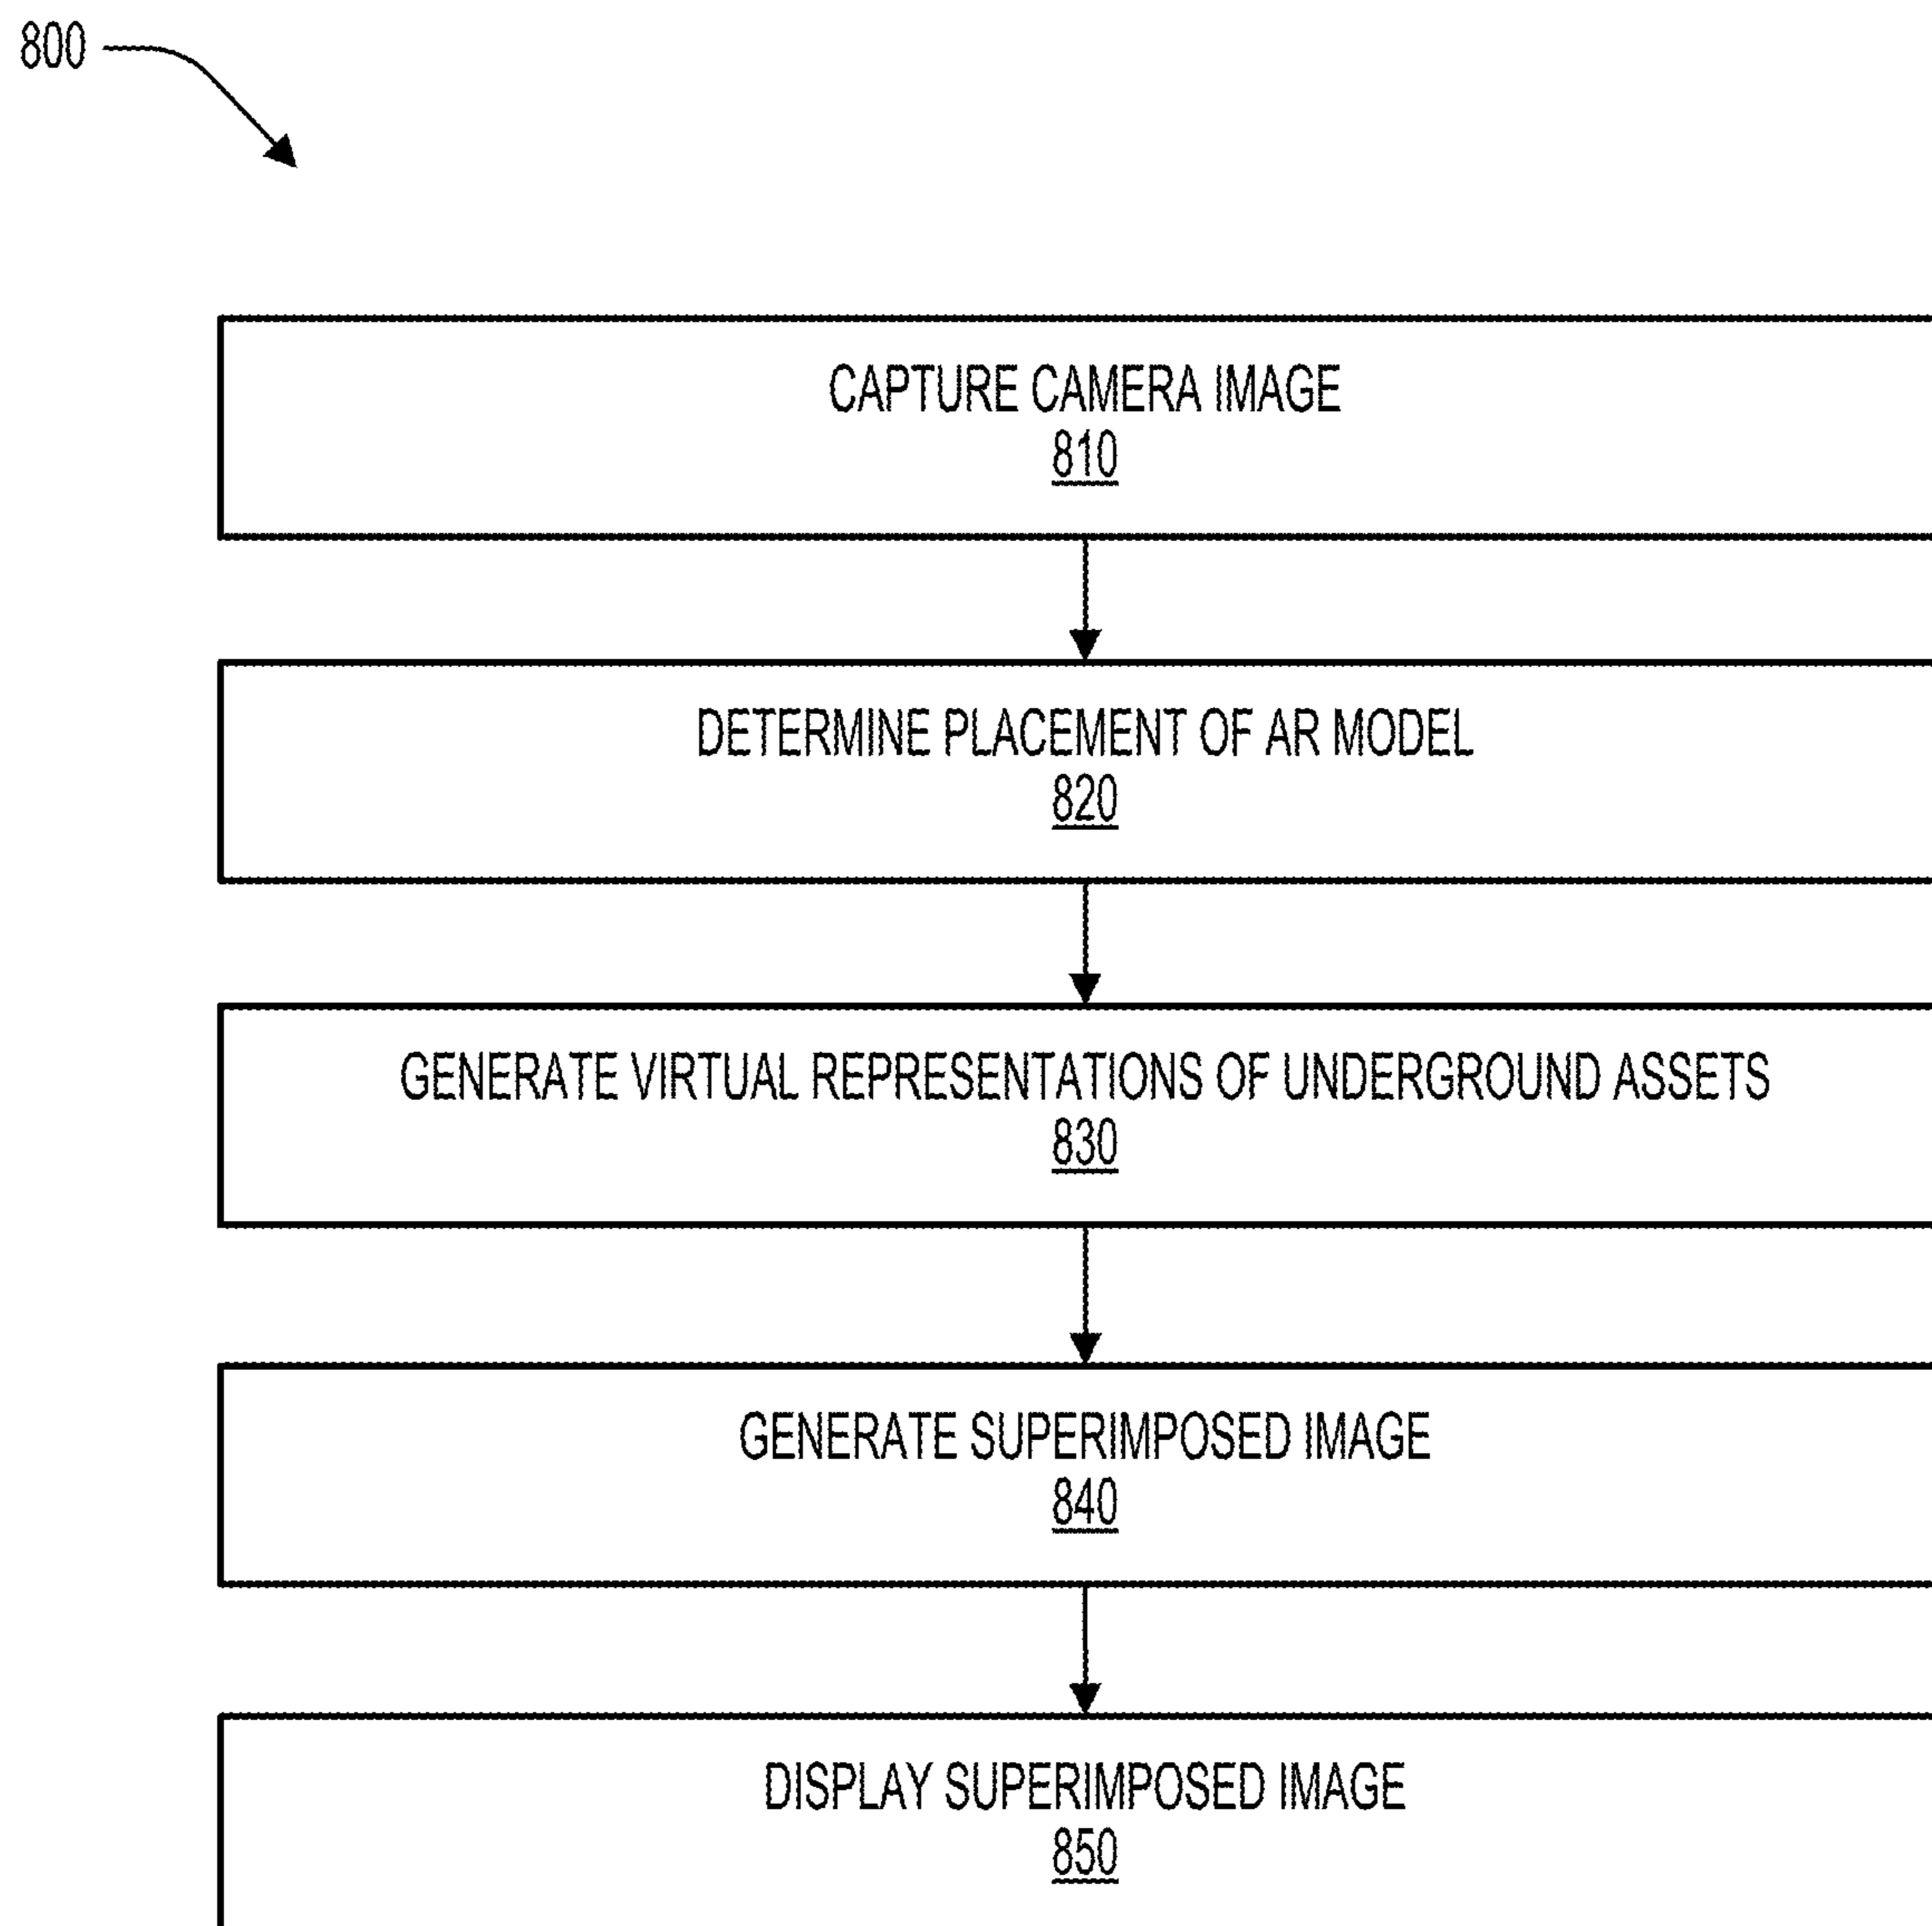 800
CAPTURE CAMERA IMAGE
810
DETERMINE PLACEMENT OF AR MODEL
820
GENERATE VIRTUAL REPRESENTATIONS OF UNDERGROUND ASSETS
830
GENERATE SUPERIMPOSED IMAGE
840
DISPLAY SUPERIMPOSED IMAGE
850